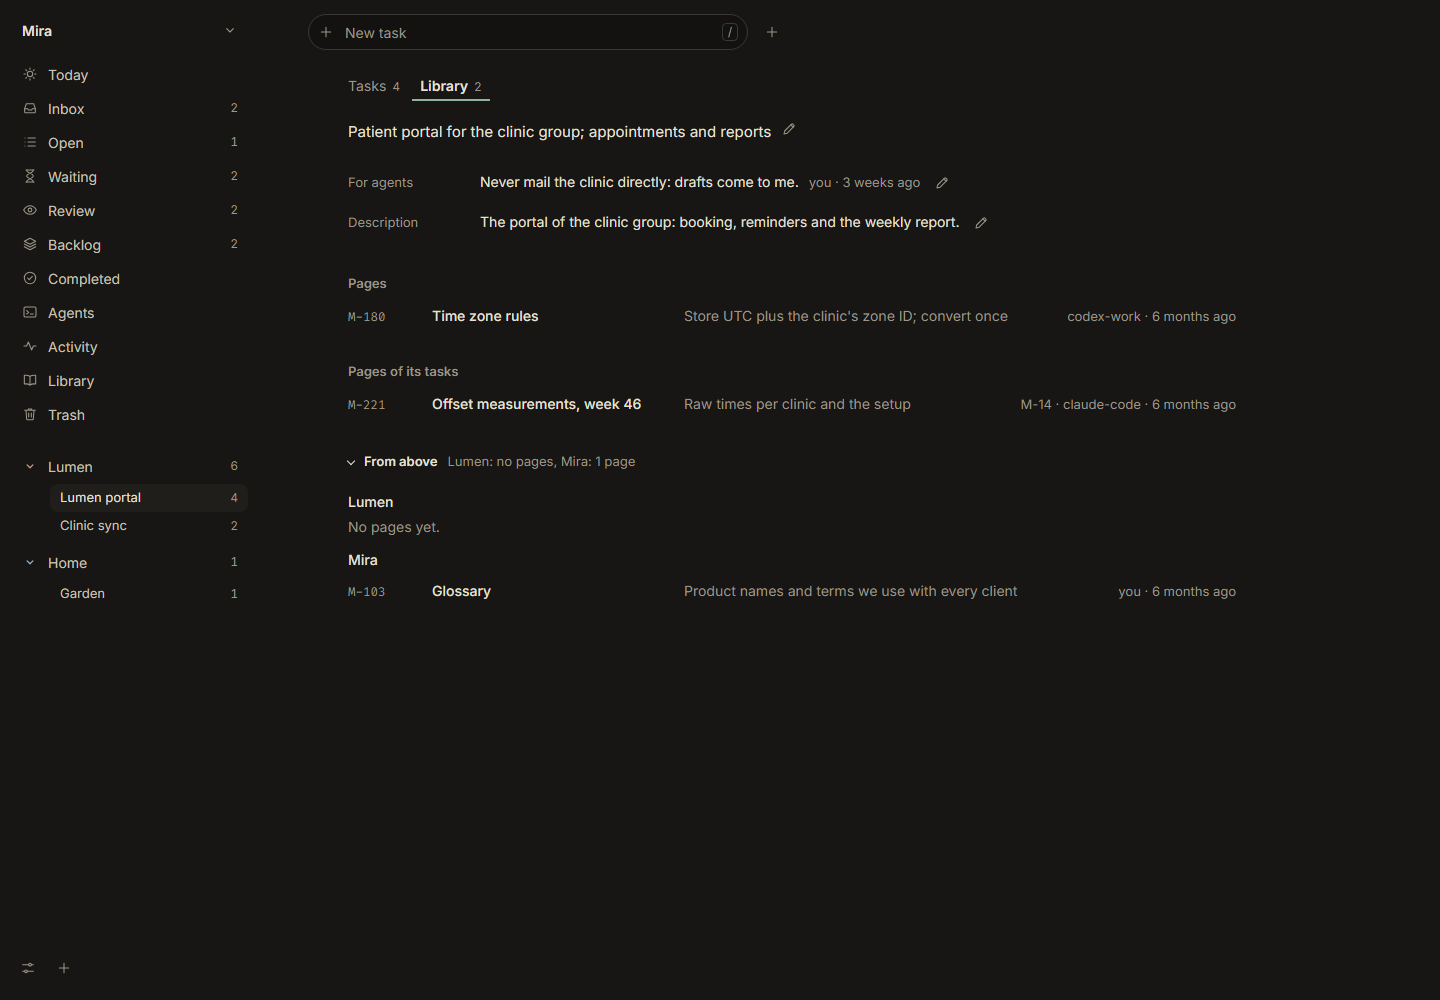 Mira
New task /
Today
Inbox 2
Open 1
Waiting 2
Review 2
Backlog 2
Completed
Agents
Activity
Library
Trash
Lumen 6
Lumen portal 4
Clinic sync 2
Home 1
Garden 1
Tasks 4 Library 2
Patient portal for the clinic group; appointments and reports
For agents Never mail the clinic directly: drafts come to me. you · 3 weeks ago
Description The portal of the clinic group: booking, reminders and the weekly report.
Pages
M-180 Time zone rules Store UTC plus the clinic's zone ID; convert once codex-work · 6 months ago
Pages of its tasks
M-221 Offset measurements, week 46 Raw times per clinic and the setup M-14 · claude-code · 6 months ago
From above Lumen: no pages, Mira: 1 page
Lumen
No pages yet.
Mira
M-103 Glossary Product names and terms we use with every client you · 6 months ago